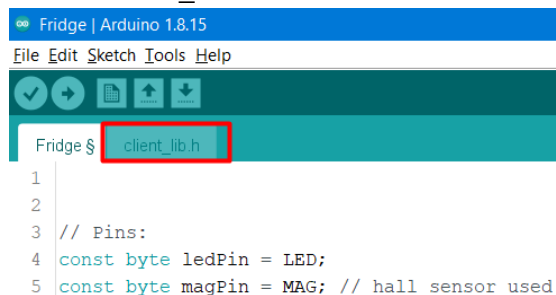 Fridge | Arduino 1.8.15
File Edit Sketch Tools Help
Fridge § client_lib.h
1
2
3 // Pins:
4 const byte ledPin = LED;
5 const byte magPin = MAG; // hall sensor used